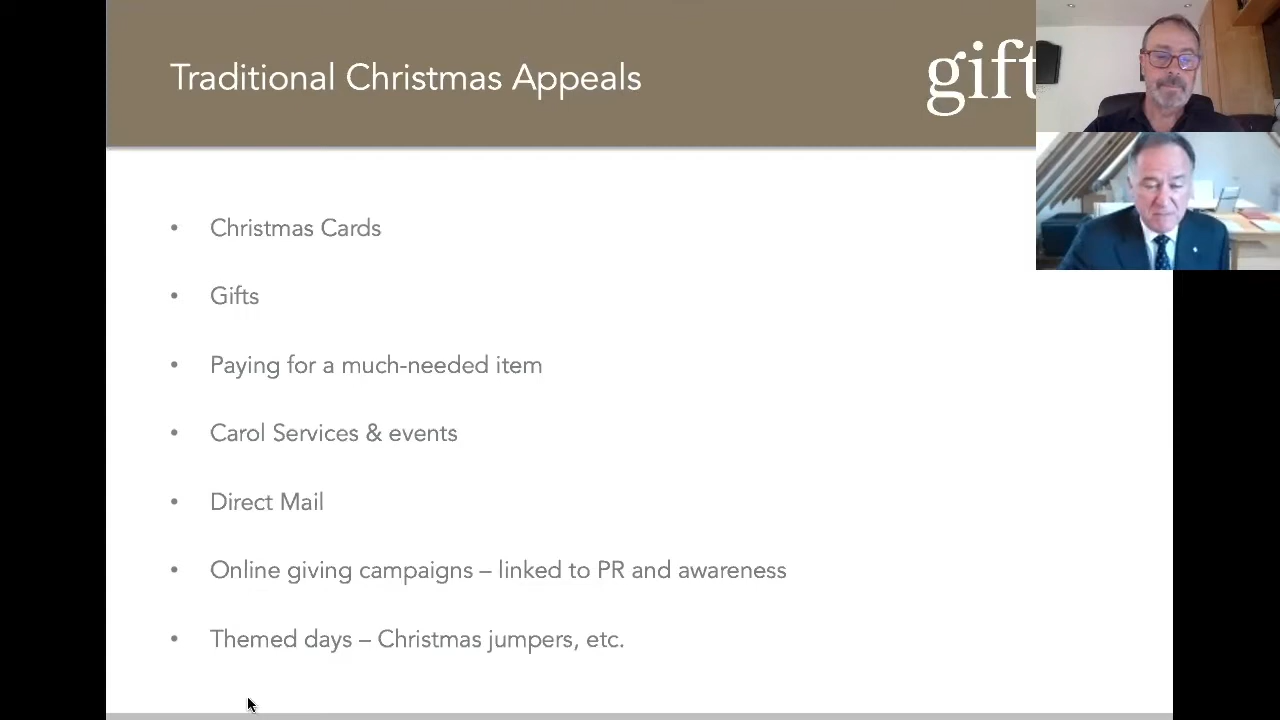 Traditional Christmas Appeals
gift
• Christmas Cards
• Gifts
• Paying for a much-needed item
• Carol Services & events
• Direct Mail
• Online giving campaigns – linked to PR and awareness
• Themed days – Christmas jumpers, etc.